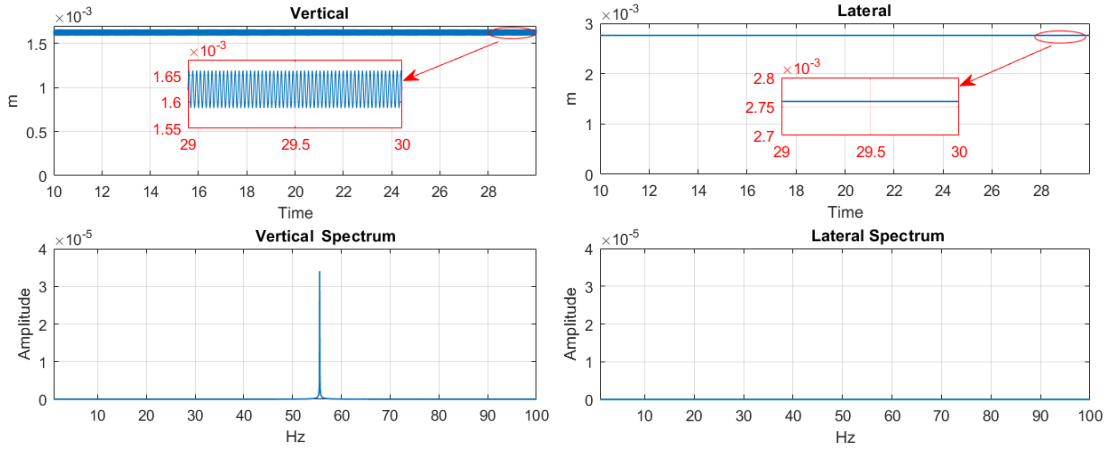 Vertical
×10-3
1.5
1
0.5
0
m
×10-3
1.65
1.6
1.55
29 29.5 30
10 12 14 16 18 20 22 24 26 28
Time
Lateral
×10-3
3
2
1
0
m
×10-3
2.8
2.75
2.7
29 29.5 30
10 12 14 16 18 20 22 24 26 28
Time
Vertical Spectrum
×10-5
4
3
2
1
0
Amplitude
10 20 30 40 50 60 70 80 90 100
Hz
Lateral Spectrum
×10-5
4
3
2
1
0
Amplitude
10 20 30 40 50 60 70 80 90 100
Hz